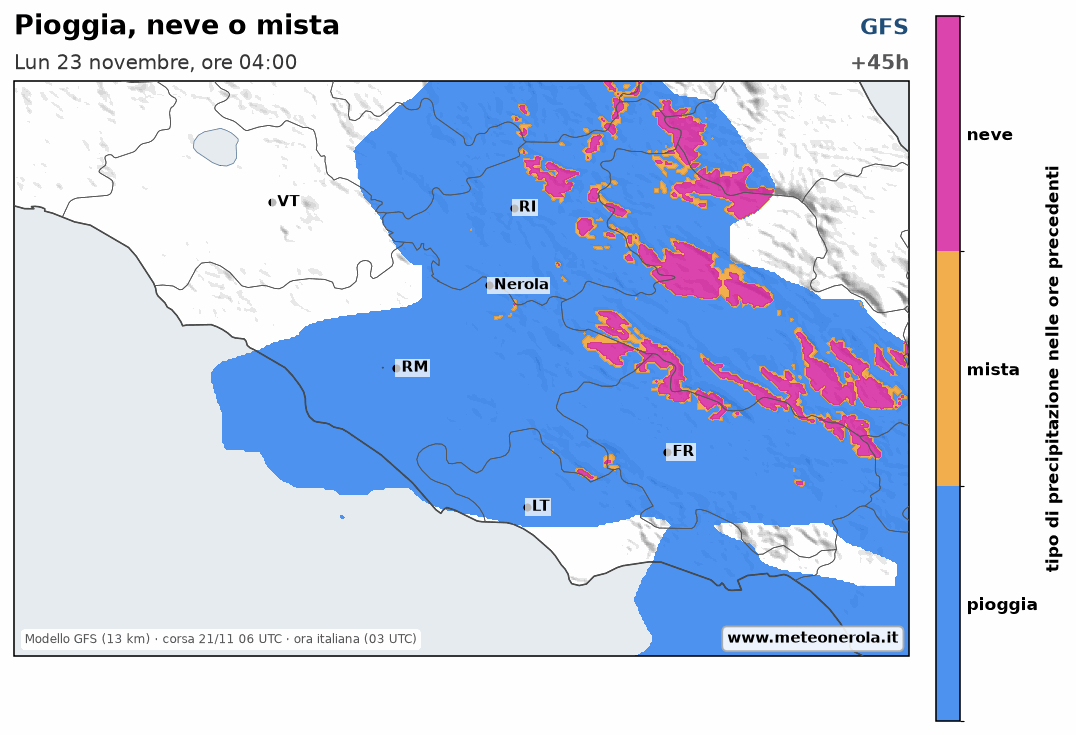 Pioggia, neve o mista
GFS
Lun 23 novembre, ore 04:00
+45h
neve
mista
pioggia
tipo di precipitazione nelle ore precedenti
VT
RI
Nerola
RM
FR
LT
Modello GFS (13 km) · corsa 21/11 06 UTC · ora italiana (03 UTC)
www.meteonerola.it